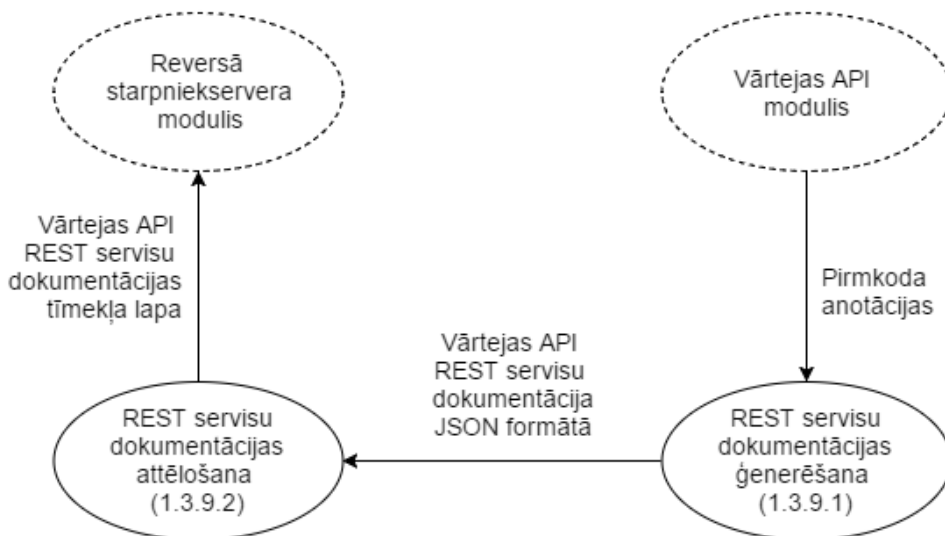 Reversā
starpniekservera
modulis
Vārtejas API
modulis
Vārtejas API
REST servisu
dokumentācijas
tīmekļa lapa
Pirmkoda
anotācijas
Vārtejas API
REST servisu
dokumentācija
JSON formātā
REST servisu
dokumentācijas
attēlošana
(1.3.9.2)
REST servisu
dokumentācijas
ģenerēšana
(1.3.9.1)